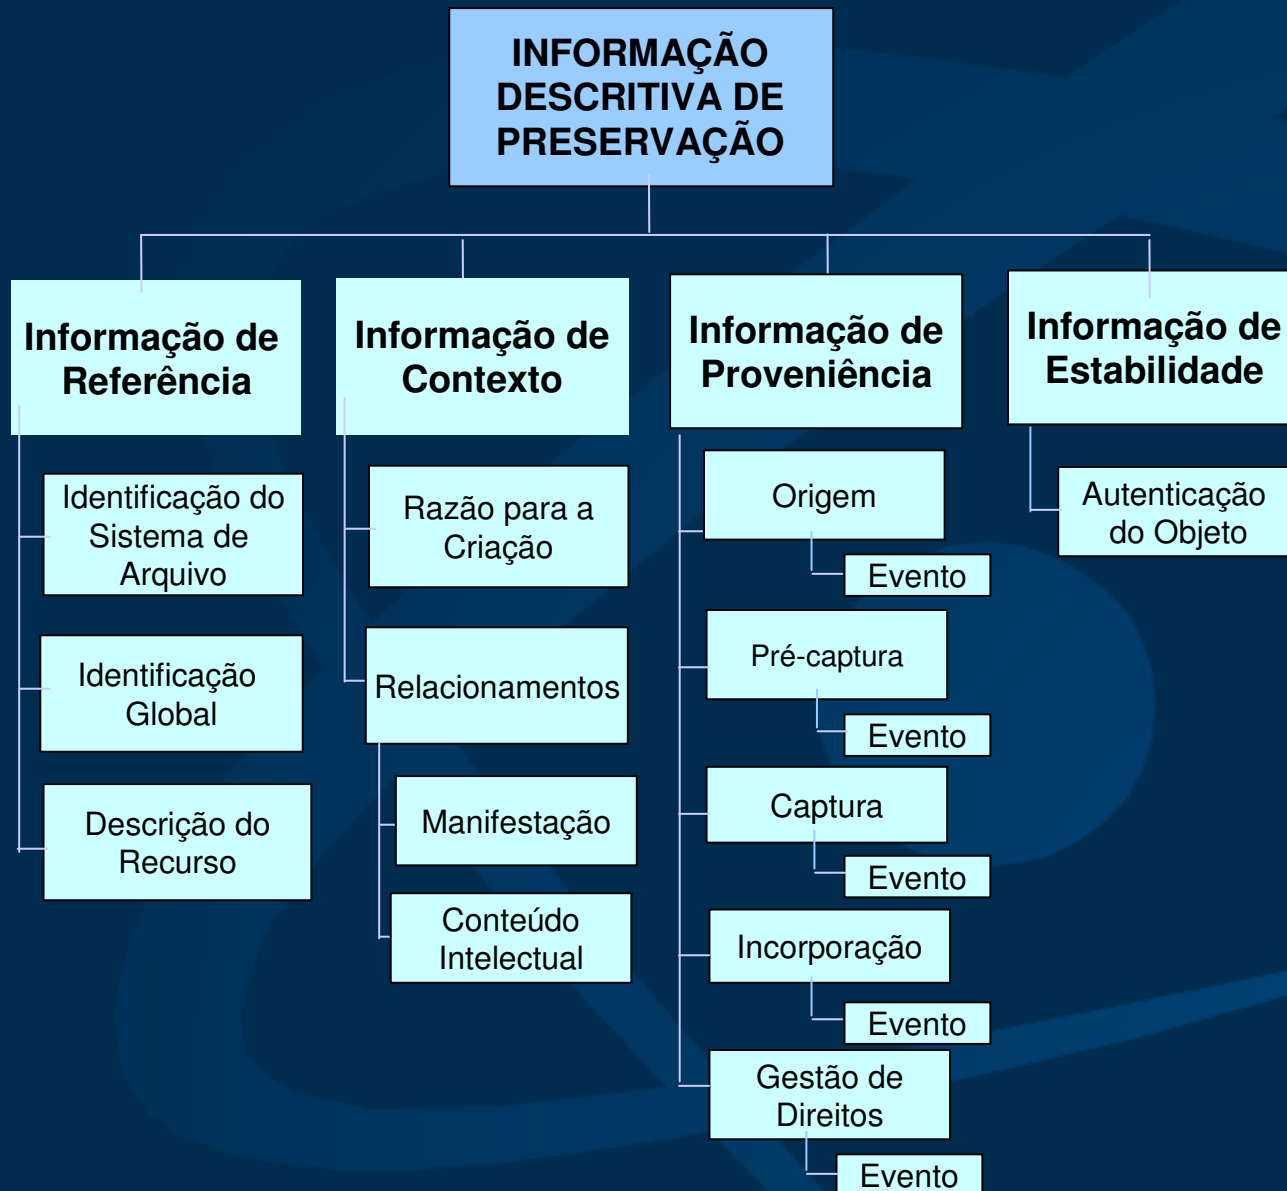 INFORMAÇÃO
DESCRITIVA DE
PRESERVAÇÃO
Informação de
Referência
Identificação do
Sistema de
Arquivo
Identificação
Global
Descrição do
Recurso
Informação de
Contexto
Razão para a
Criação
Relacionamentos
Manifestação
Conteúdo
Intelectual
Informação de
Proveniência
Origem
Evento
Pré-captura
Evento
Captura
Evento
Incorporação
Evento
Gestão de
Direitos
Evento
Informação de
Estabilidade
Autenticação
do Objeto